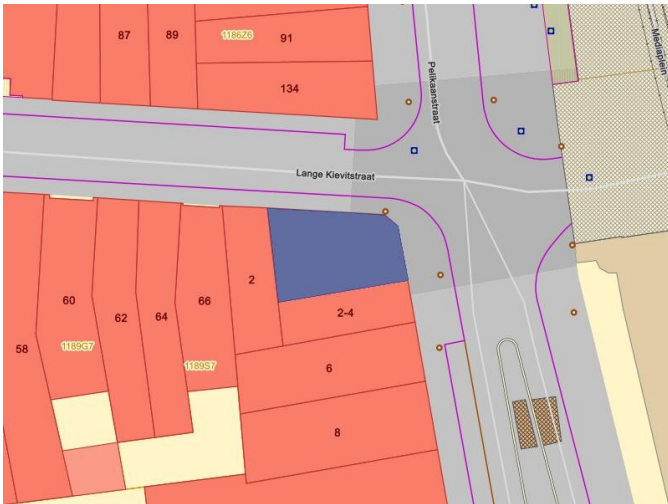 87
89
1186Z6
91
134
Pelikaanstraat
Mediaplein
Lange Kievitstraat
2
60
66
62
64
58
2-4
1189G7
1189S7
6
8